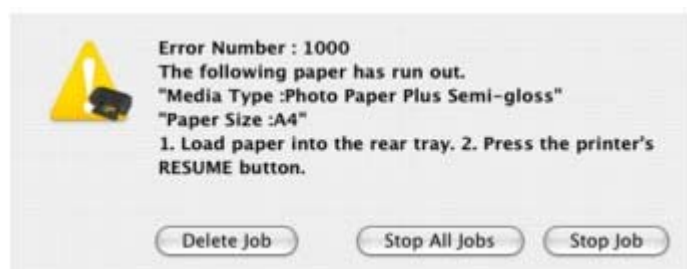 Error Number : 1000
The following paper has run out.
"Media Type :Photo Paper Plus Semi-gloss"
"Paper Size :A4"
1. Load paper into the rear tray. 2. Press the printer's
RESUME button.
Delete Job Stop All Jobs Stop Job